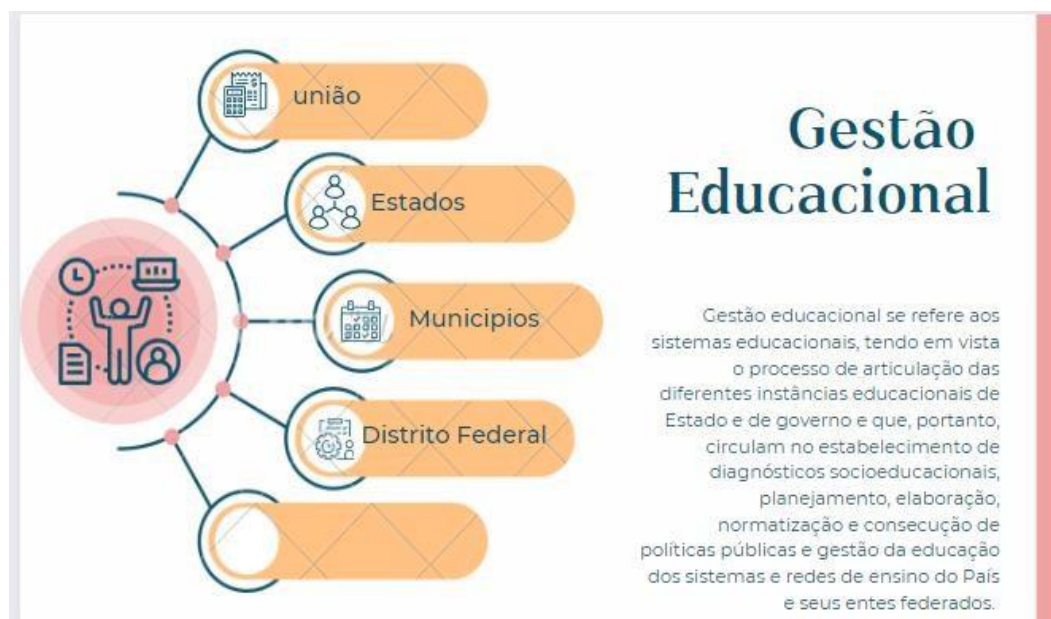 união
Estados
Municipios
Distrito Federal
Gestão
Educacional
Gestão educacional se refere aos
sistemas educacionais, tendo em vista
o processo de articulação das
diferentes instâncias educacionais de
Estado e de governo e que, portanto,
circulam no estabelecimento de
diagnósticos socioeducacionais,
planejamento, elaboração,
normatização e consecução de
políticas públicas e gestão da educação
dos sistemas e redes de ensino do País
e seus entes federados.